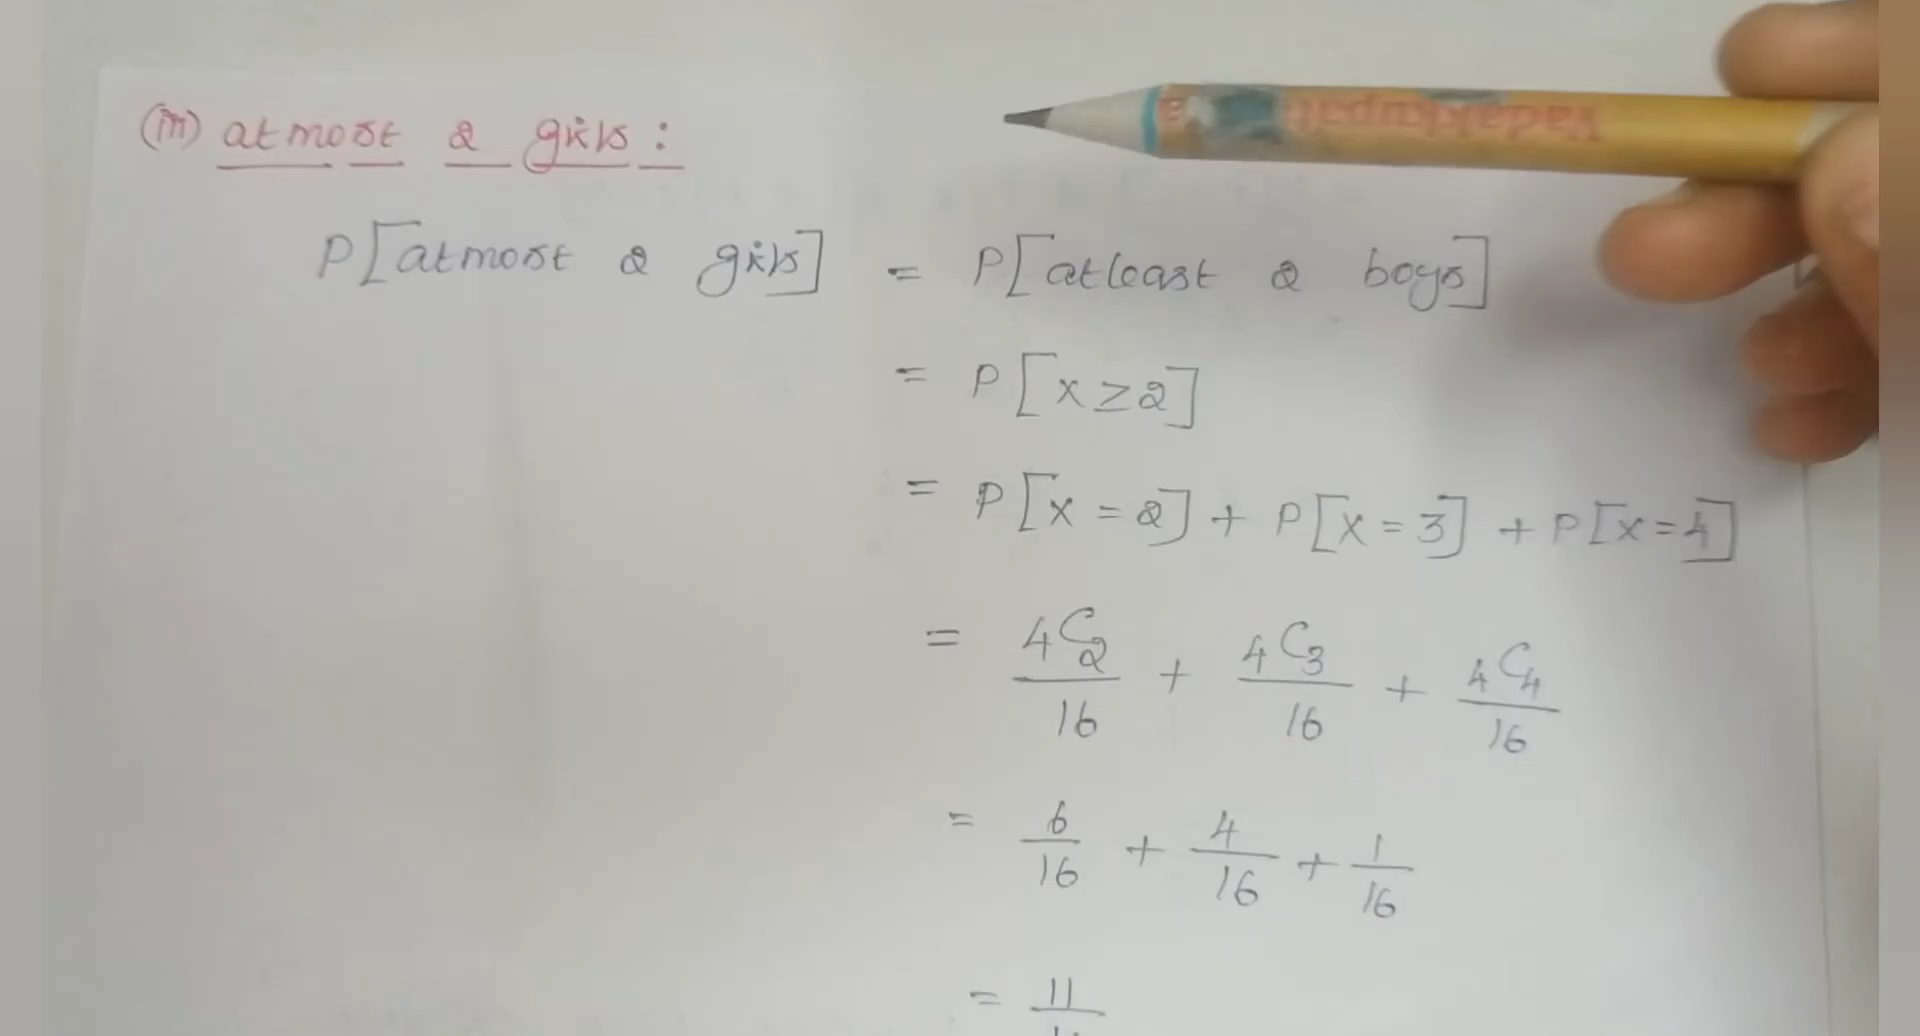 (iii) atmost 2 girls :
P[atmost 2 girls] = P[atleast 2 boys]
= P[x ≥ 2]
= P[x = 2] + P[x = 3] + P[x = 4]
= 4C2/16 + 4C3/16 + 4C4/16
= 6/16 + 4/16 + 1/16
= 11